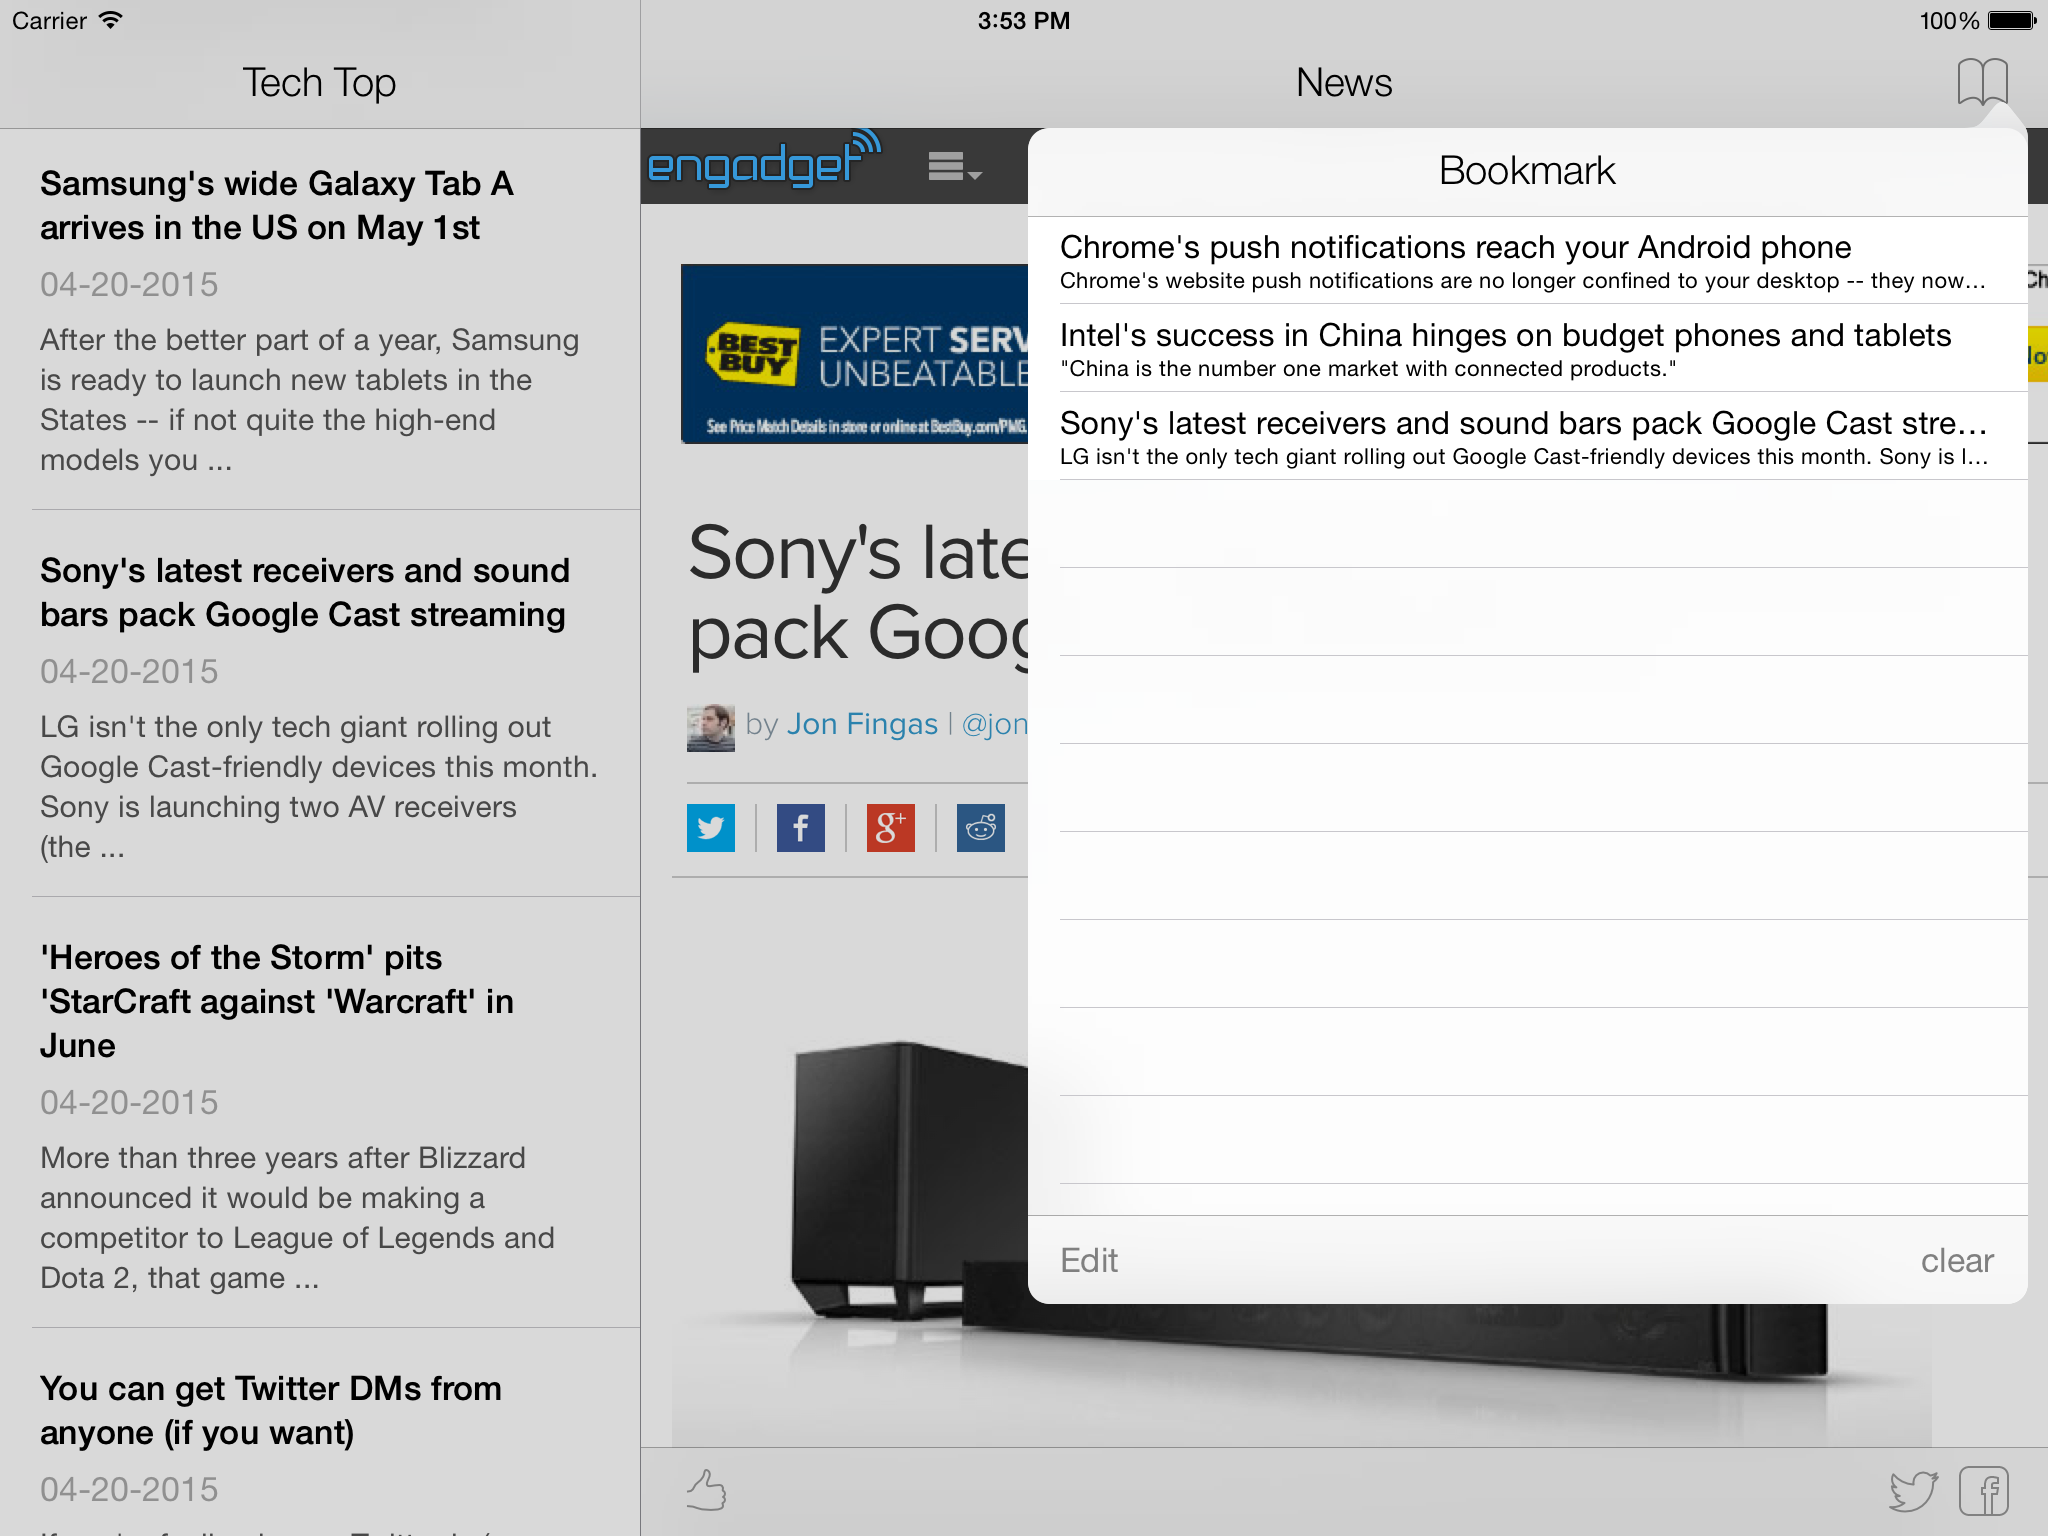 Carrier
3:53 PM
100%
Tech Top
Samsung's wide Galaxy Tab A
arrives in the US on May 1st
04-20-2015
After the better part of a year, Samsung
is ready to launch new tablets in the
States -- if not quite the high-end
models you ...
Sony's latest receivers and sound
bars pack Google Cast streaming
04-20-2015
LG isn't the only tech giant rolling out
Google Cast-friendly devices this month.
Sony is launching two AV receivers
(the ...
'Heroes of the Storm' pits
'StarCraft against 'Warcraft' in
June
04-20-2015
More than three years after Blizzard
announced it would be making a
competitor to League of Legends and
Dota 2, that game ...
You can get Twitter DMs from
anyone (if you want)
04-20-2015
News
engadget
BEST
BUY
EXPERT SERV
UNBEATABLE
See Price Match Details in store or online at BestBuy.com/PMG.
Ch
Sony's late
pack Goog
by Jon Fingas | @jon
Bookmark
Chrome's push notifications reach your Android phone
Chrome's website push notifications are no longer confined to your desktop -- they now...
Intel's success in China hinges on budget phones and tablets
"China is the number one market with connected products."
Sony's latest receivers and sound bars pack Google Cast stre...
LG isn't the only tech giant rolling out Google Cast-friendly devices this month. Sony is l...
Edit
clear